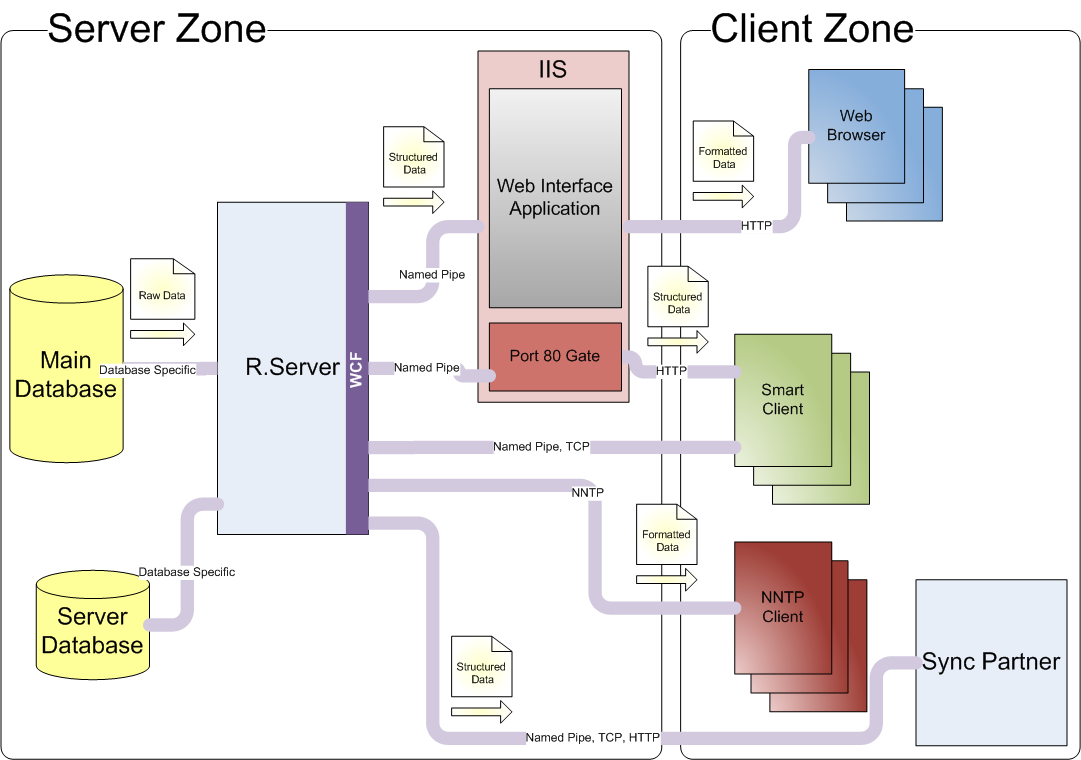 Server Zone
Client Zone
IIS
Web Interface
Application
Structured
Data
Named Pipe
Formatted
Data
Web
Browser
HTTP
Raw Data
Main
Database
Database Specific
R.Server
WCF
Named Pipe
Port 80 Gate
Structured
Data
HTTP
Smart
Client
Named Pipe, TCP
NNTP
Formatted
Data
NNTP
Client
Database Specific
Server
Database
Structured
Data
Named Pipe, TCP, HTTP
Sync Partner